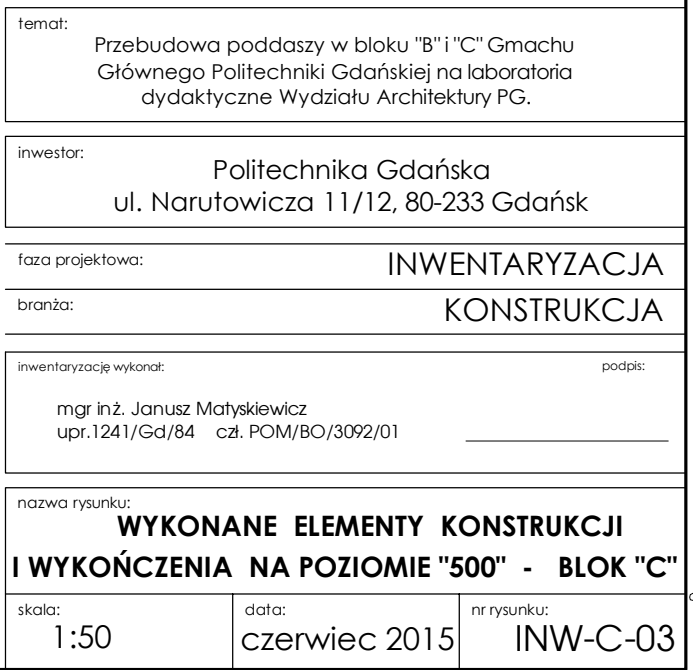 temat:
Przebudowa poddaszy w bloku "B" i "C" Gmachu
Głównego Politechniki Gdańskiej na laboratoria
dydaktyczne Wydziału Architektury PG.
inwestor:
Politechnika Gdańska
ul. Narutowicza 11/12, 80-233 Gdańsk
faza projektowa: INWENTARYZACJA
branża: KONSTRUKCJA
inwentaryzację wykonał: podpis:
mgr inż. Janusz Matyskiewicz
upr.1241/Gd/84 czł. POM/BO/3092/01
nazwa rysunku:
WYKONANE ELEMENTY KONSTRUKCJI
I WYKOŃCZENIA NA POZIOMIE "500" - BLOK "C"
skala: data: nr rysunku:
1:50 czerwiec 2015 INW-C-03